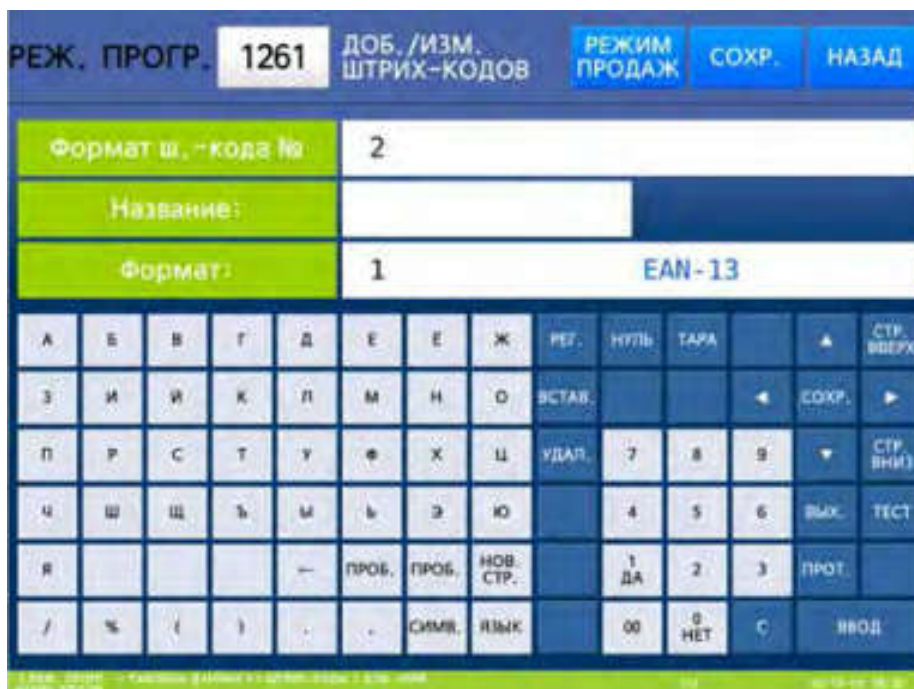 РЕЖ. ПРОГР. 1261 ДОБ./ИЗМ. ШТРИХ-КОДОВ РЕЖИМ ПРОДАЖ СОХР. НАЗАД
Формат ш.-кода № 2
Название:
Формат: 1 EAN-13
А Б В Г Д Е Ё Ж РЕГ. НУЛЬ ТАРА ▲ СТР. ВВЕРХ
З И Й К Л М Н О ВСТАВ. ◄ СОХР. ►
П Р С Т У Ф Х Ц УДАЛ. 7 8 9 ▼ СТР. ВНИЗ
Ч Ш Щ Ъ Ы Ь Э Ю 4 5 6 ВЫХ. ТЕСТ
Я ← ПРОБ. ПРОБ. НОВ. СТР. 1 ДА 2 3 ПРОТ.
/ % ( ) СИМВ. ЯЗЫК 00 0 НЕТ С ВВОД